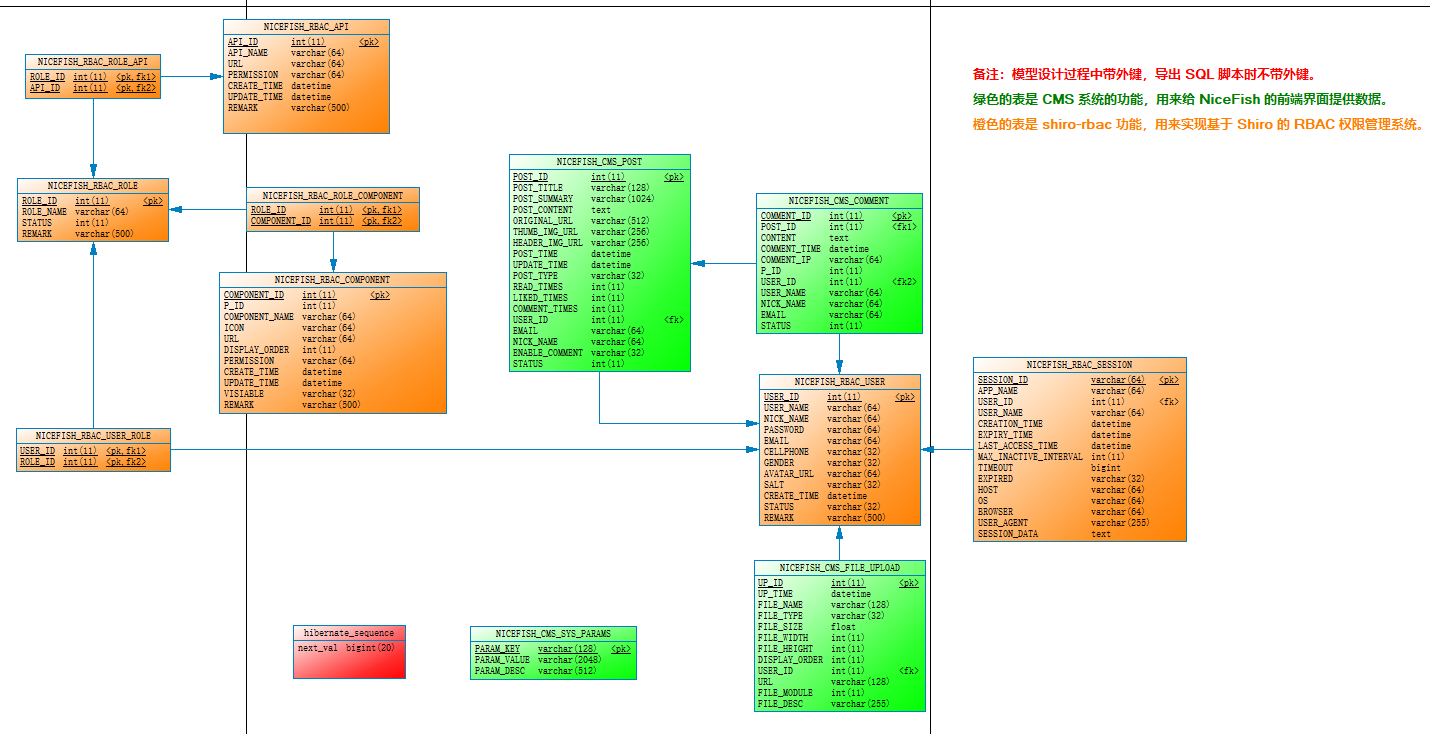 NICEFISH_RBAC_API
API_ID int(11) <pk>
API_NAME varchar(64)
URL varchar(64)
PERMISSION varchar(64)
CREATE_TIME datetime
UPDATE_TIME datetime
REMARK varchar(500)
NICEFISH_RBAC_ROLE_API
ROLE_ID int(11) <pk,fk1>
API_ID int(11) <pk,fk2>
备注：模型设计过程中带外键，导出 SQL 脚本时不带外键。
绿色的表是 CMS 系统的功能，用来给 NiceFish 的前端界面提供数据。
橙色的表是 shiro-rbac 功能，用来实现基于 Shiro 的 RBAC 权限管理系统。
NICEFISH_RBAC_ROLE
ROLE_ID int(11) <pk>
ROLE_NAME varchar(64)
STATUS int(11)
REMARK varchar(500)
NICEFISH_RBAC_ROLE_COMPONENT
ROLE_ID int(11) <pk,fk1>
COMPONENT_ID int(11) <pk,fk2>
NICEFISH_RBAC_COMPONENT
COMPONENT_ID int(11) <pk>
P_ID int(11)
COMPONENT_NAME varchar(64)
ICON varchar(64)
URL varchar(64)
DISPLAY_ORDER int(11)
PERMISSION varchar(64)
CREATE_TIME datetime
UPDATE_TIME datetime
VISIABLE varchar(32)
REMARK varchar(500)
NICEFISH_RBAC_USER_ROLE
USER_ID int(11) <pk,fk1>
ROLE_ID int(11) <pk,fk2>
NICEFISH_CMS_POST
POST_ID int(11) <pk>
POST_TITLE varchar(128)
POST_SUMMARY varchar(1024)
POST_CONTENT text
ORIGINAL_URL varchar(512)
THUMB_IMG_URL varchar(256)
HEADER_IMG_URL varchar(256)
POST_TIME datetime
UPDATE_TIME datetime
POST_TYPE varchar(32)
READ_TIMES int(11)
LIKED_TIMES int(11)
COMMENT_TIMES int(11)
USER_ID int(11) <fk>
EMAIL varchar(64)
NICK_NAME varchar(64)
ENABLE_COMMENT varchar(32)
STATUS int(11)
NICEFISH_CMS_COMMENT
COMMENT_ID int(11) <pk>
POST_ID int(11) <fk1>
CONTENT text
COMMENT_TIME datetime
COMMENT_IP varchar(64)
P_ID int(11)
USER_ID int(11) <fk2>
USER_NAME varchar(64)
NICK_NAME varchar(64)
EMAIL varchar(64)
STATUS int(11)
NICEFISH_RBAC_USER
USER_ID int(11) <pk>
USER_NAME varchar(64)
NICK_NAME varchar(64)
PASSWORD varchar(64)
EMAIL varchar(64)
CELLPHONE varchar(32)
GENDER varchar(32)
AVATAR_URL varchar(64)
SALT varchar(32)
CREATE_TIME datetime
STATUS varchar(32)
REMARK varchar(500)
NICEFISH_RBAC_SESSION
SESSION_ID varchar(64) <pk>
APP_NAME varchar(64)
USER_ID int(11) <fk>
USER_NAME varchar(64)
CREATION_TIME datetime
EXPIRY_TIME datetime
LAST_ACCESS_TIME datetime
MAX_INACTIVE_INTERVAL int(11)
TIMEOUT bigint
EXPIRED varchar(32)
HOST varchar(64)
OS varchar(64)
BROWSER varchar(64)
USER_AGENT varchar(255)
SESSION_DATA text
NICEFISH_CMS_FILE_UPLOAD
UP_ID int(11) <pk>
UP_TIME datetime
FILE_NAME varchar(128)
FILE_TYPE varchar(32)
FILE_SIZE float
FILE_WIDTH int(11)
FILE_HEIGHT int(11)
DISPLAY_ORDER int(11)
USER_ID int(11) <fk>
URL varchar(128)
FILE_MODULE int(11)
FILE_DESC varchar(255)
hibernate_sequence
next_val bigint(20)
NICEFISH_CMS_SYS_PARAMS
PARAM_KEY varchar(128) <pk>
PARAM_VALUE varchar(2048)
PARAM_DESC varchar(512)